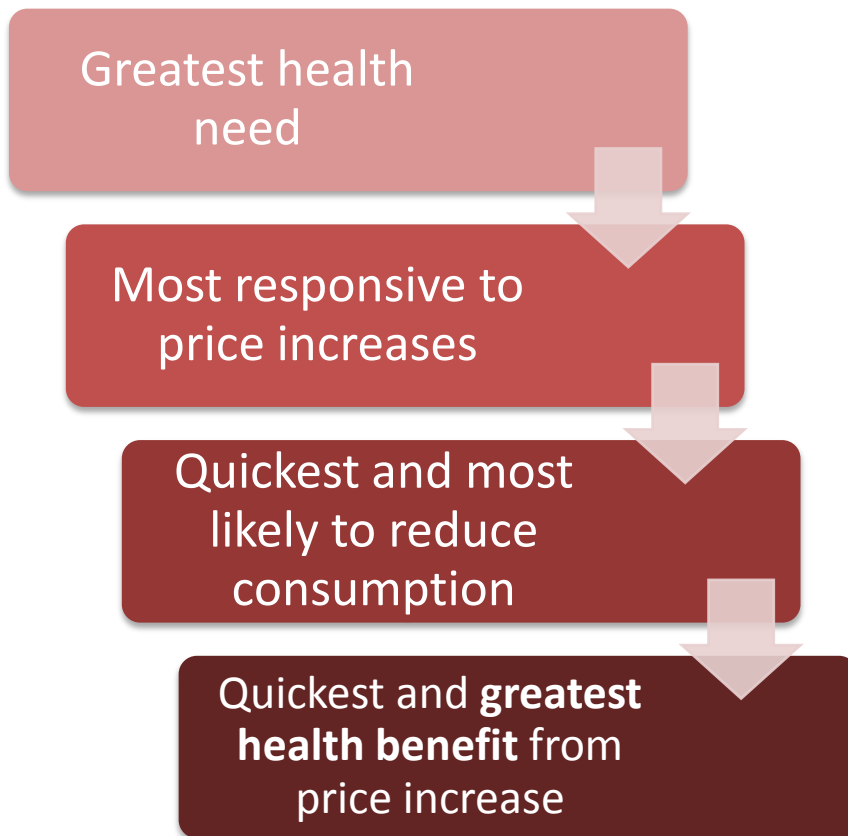 Greatest health
need
Most responsive to
price increases
Quickest and most
likely to reduce
consumption
Quickest and greatest
health benefit from
price increase